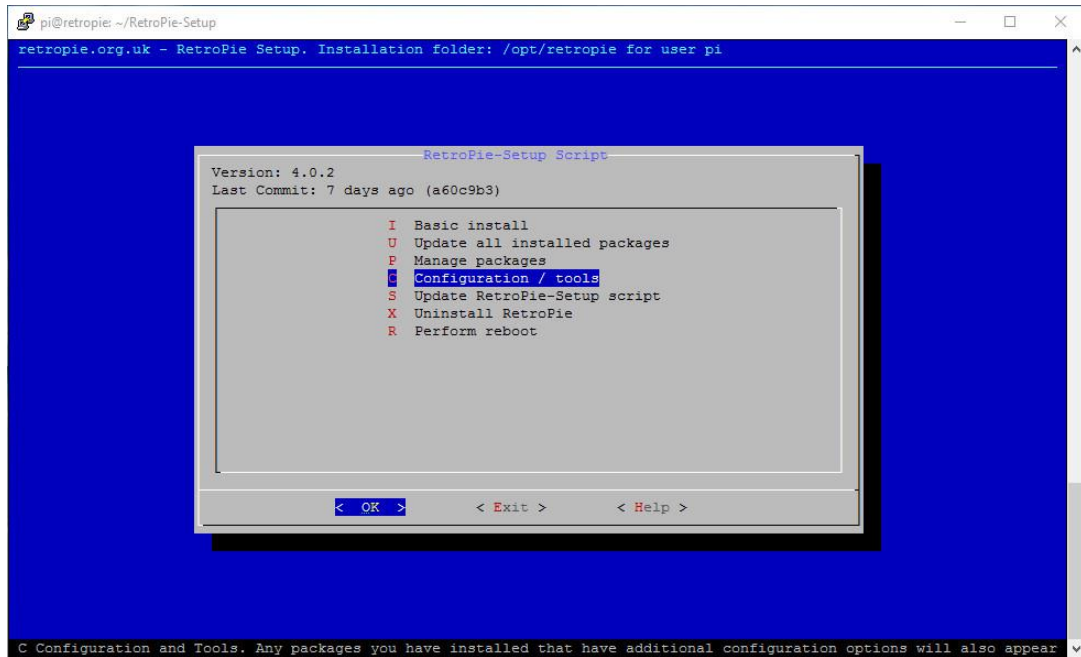 pi@retropie: ~/RetroPie-Setup
retropie.org.uk - RetroPie Setup. Installation folder: /opt/retropie for user pi
RetroPie-Setup Script
Version: 4.0.2
Last Commit: 7 days ago (a60c9b3)
I Basic install
U Update all installed packages
P Manage packages
C Configuration / tools
S Update RetroPie-Setup script
X Uninstall RetroPie
R Perform reboot
< OK > < Exit > < Help >
C Configuration and Tools. Any packages you have installed that have additional configuration options will also appear